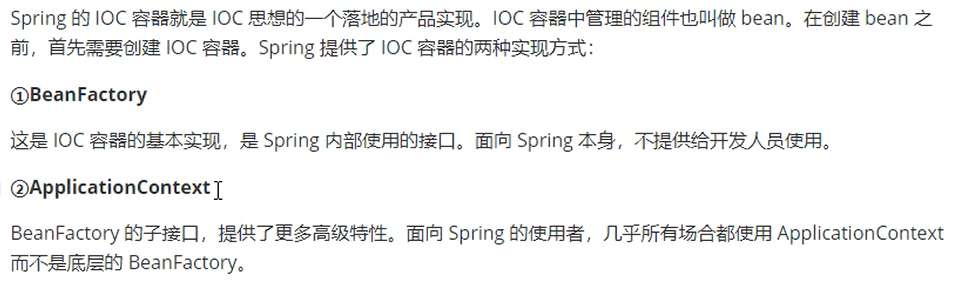 Spring 的 IOC 容器就是 IOC 思想的一个落地的产品实现。IOC 容器中管理的组件也叫做 bean。在创建 bean 之
前，首先需要创建 IOC 容器。Spring 提供了 IOC 容器的两种实现方式：
①BeanFactory
这是 IOC 容器的基本实现，是 Spring 内部使用的接口。面向 Spring 本身，不提供给开发人员使用。
②ApplicationContext
BeanFactory 的子接口，提供了更多高级特性。面向 Spring 的使用者，几乎所有场合都使用 ApplicationContext
而不是底层的 BeanFactory。